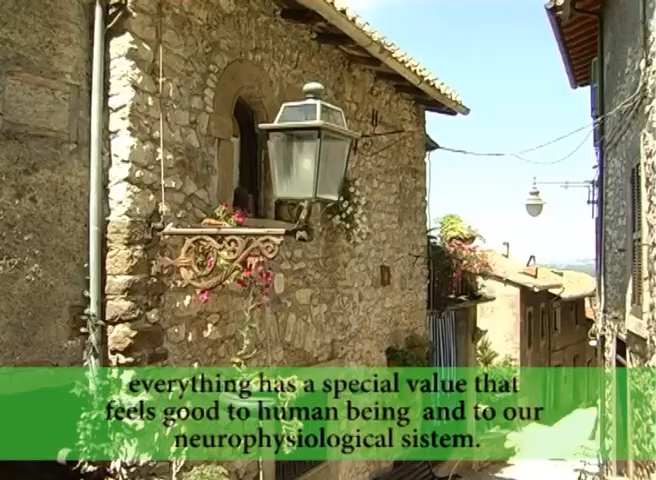 everything has a special value that
feels good to human being and to our
neurophysiological sistem.